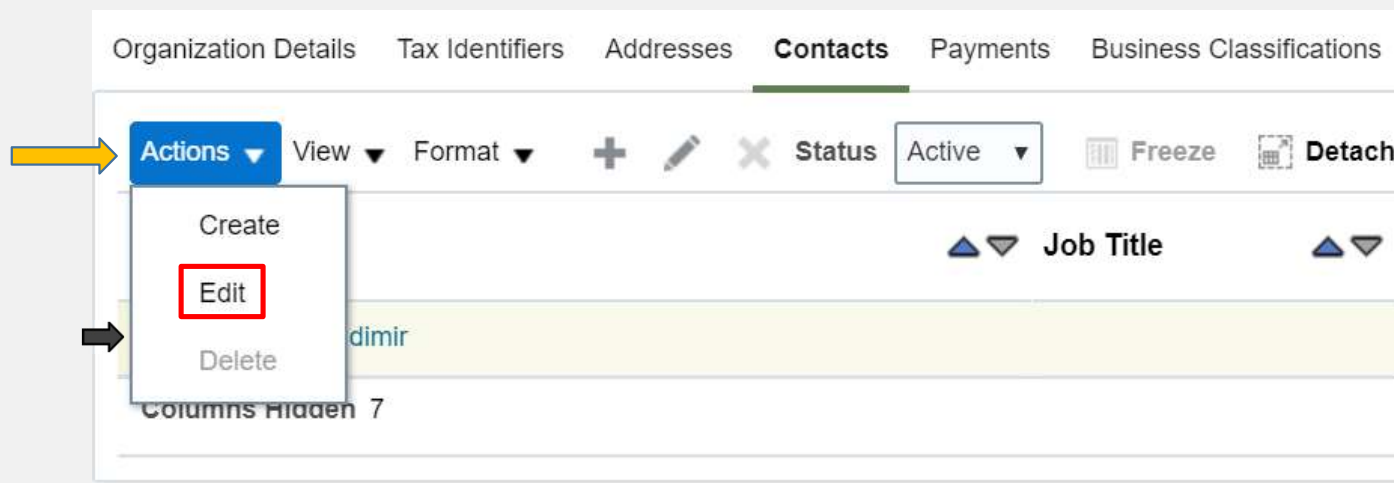 Organization Details Tax Identifiers Addresses Contacts Payments Business Classifications
Actions View Format Status Active Freeze Detach
Create
Job Title
Edit
dimir
Delete
Columns Hidden 7